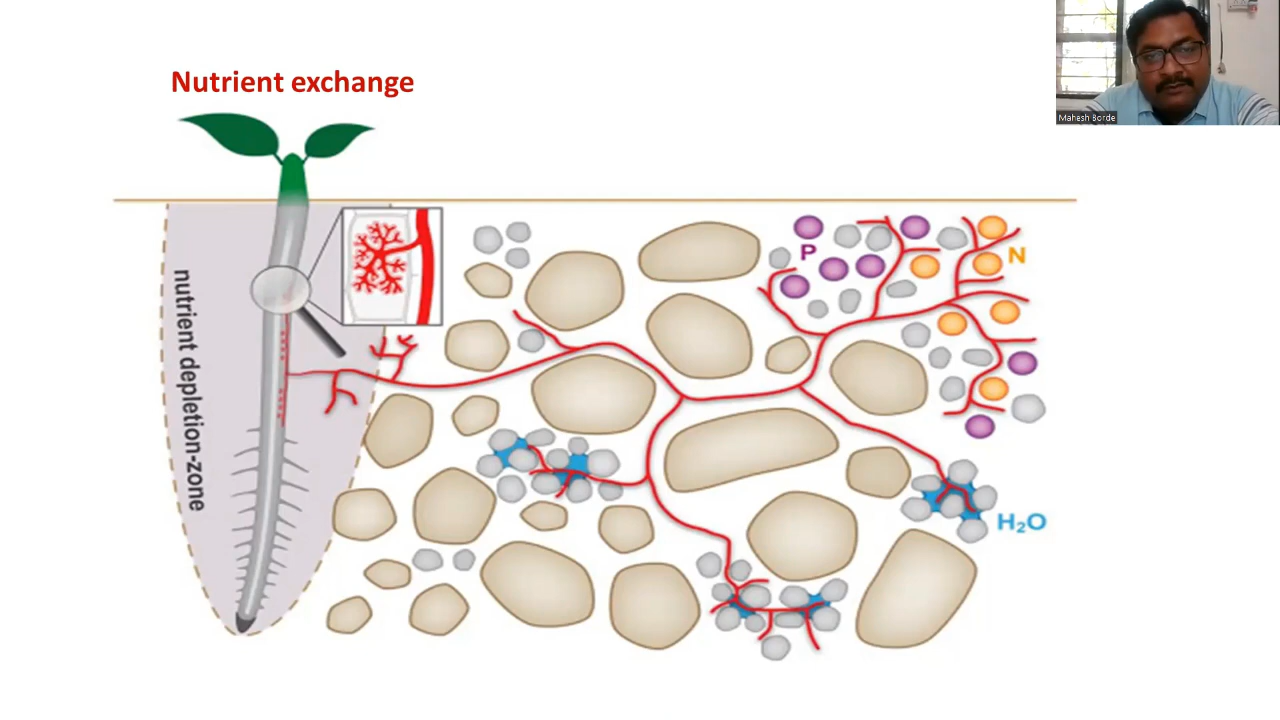 Nutrient exchange
Mahesh Borde
P
N
nutrient depletion-zone
H₂O